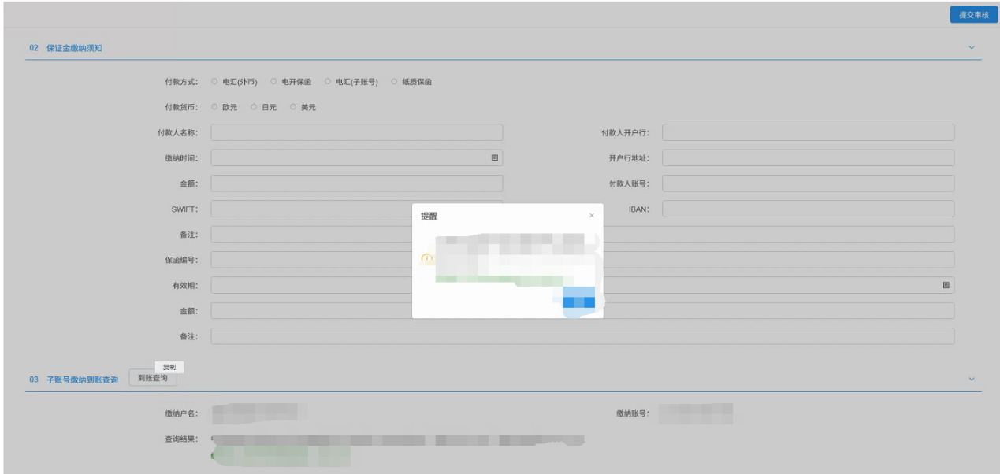 提交审核
02 保证金缴纳须知
付款方式： 电汇(外币) 电开保函 电汇(子账号) 纸质保函
付款货币： 欧元 日元 美元
付款人名称： 付款人开户行：
缴纳时间： 开户行地址：
金额： 付款人账号：
SWIFT： IBAN：
提醒
备注：
保函编号：
有效期：
金额：
备注：
复制
03 子账号缴纳到账查询 到账查询
缴纳户名： 缴纳账号：
查询结果：